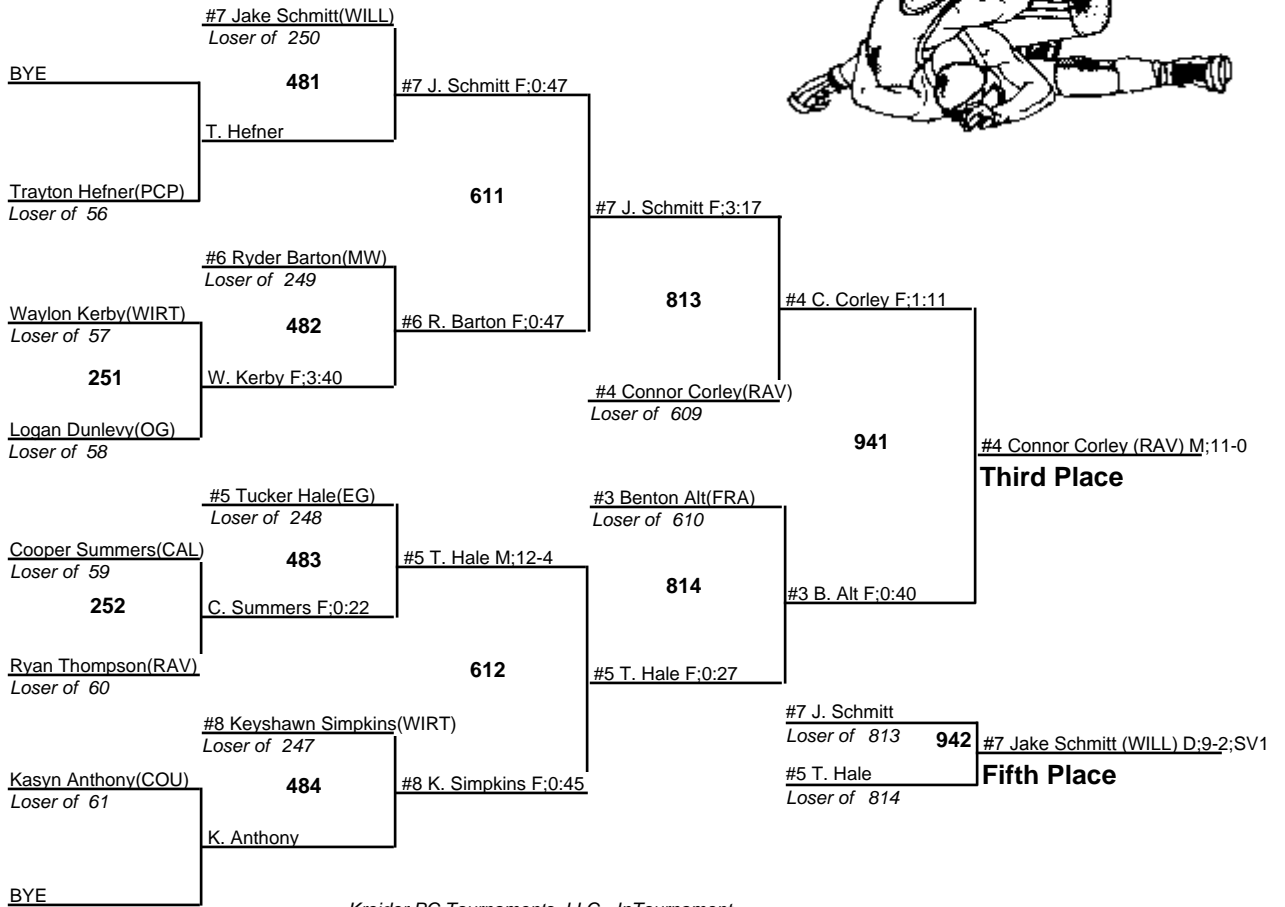 #7 Jake Schmitt(WILL)
Loser of 250
BYE
481
#7 J. Schmitt F;0:47
T. Hefner
Trayton Hefner(PCP)
Loser of 56
611
#7 J. Schmitt F;3:17
#6 Ryder Barton(MW)
Loser of 249
Waylon Kerby(WIRT)
Loser of 57
482
#6 R. Barton F;0:47
813
#4 C. Corley F;1:11
251
W. Kerby F;3:40
#4 Connor Corley(RAV)
Loser of 609
Logan Dunlevy(OG)
Loser of 58
941
#4 Connor Corley (RAV) M;11-0
Third Place
#5 Tucker Hale(EG)
Loser of 248
#3 Benton Alt(FRA)
Loser of 610
Cooper Summers(CAL)
Loser of 59
483
#5 T. Hale M;12-4
814
#3 B. Alt F;0:40
252
C. Summers F;0:22
Ryan Thompson(RAV)
Loser of 60
612
#5 T. Hale F;0:27
#8 Keyshawn Simpkins(WIRT)
Loser of 247
#7 J. Schmitt
Loser of 813
942
#7 Jake Schmitt (WILL) D;9-2;SV1
Fifth Place
#5 T. Hale
Loser of 814
Kasyn Anthony(COU)
Loser of 61
484
#8 K. Simpkins F;0:45
K. Anthony
BYE
Kreider PC Tournaments, LLC - InTournament